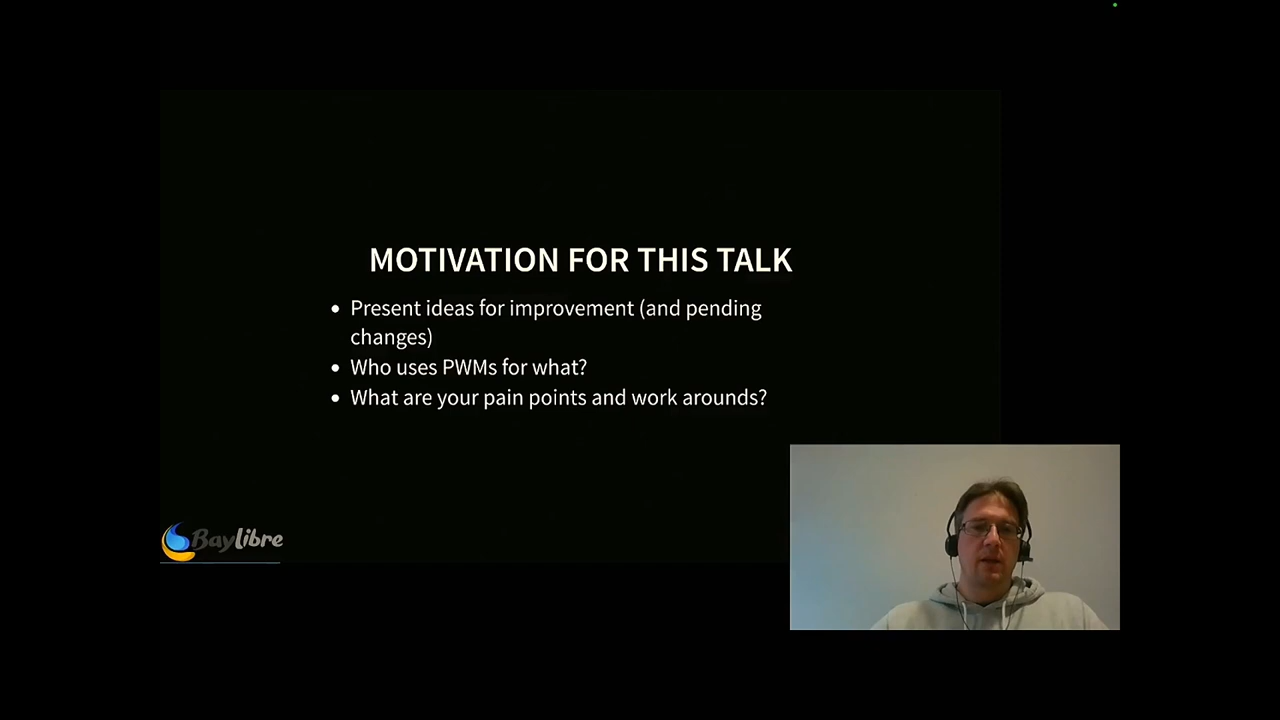 MOTIVATION FOR THIS TALK
• Present ideas for improvement (and pending
changes)
• Who uses PWMs for what?
• What are your pain points and work arounds?
Baylibre